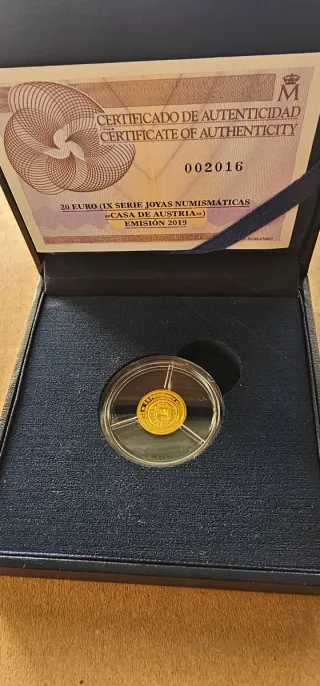 M
CERTIFICADO DE AUTENTICIDAD
CERTIFICATE OF AUTHENTICITY
002016
20 EURO (IX SERIE JOYAS NUMISMÁTICAS
«CASA DE AUSTRIA»)
EMISIÓN 2019